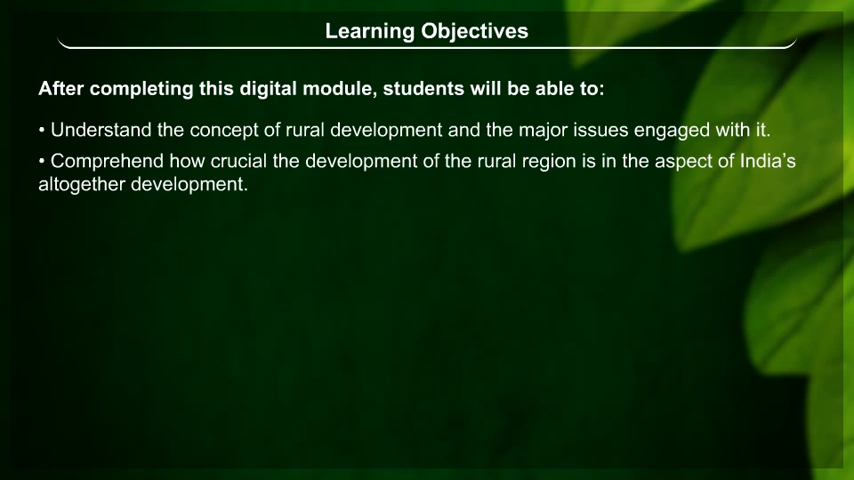 Learning Objectives
After completing this digital module, students will be able to:
• Understand the concept of rural development and the major issues engaged with it.
• Comprehend how crucial the development of the rural region is in the aspect of India’s
altogether development.